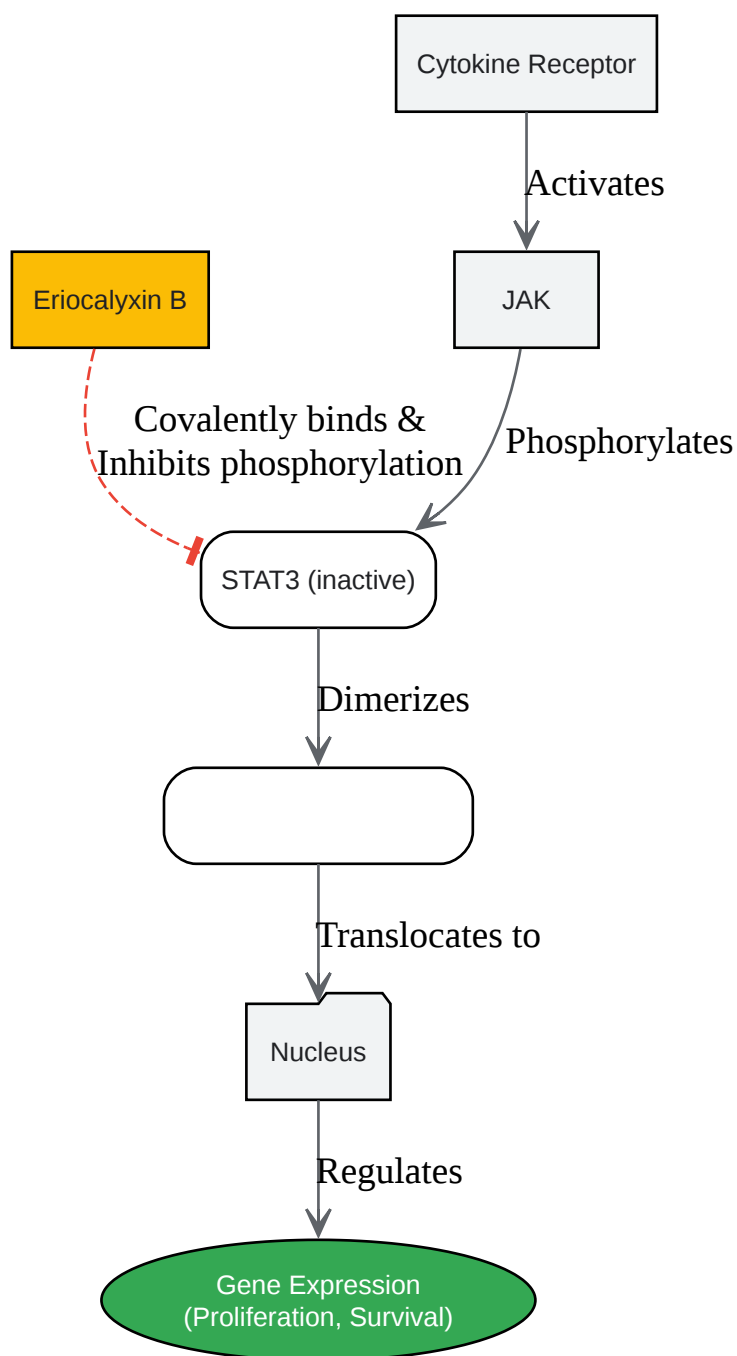 Cytokine Receptor
Activates
Eriocalyxin B
JAK
Covalently binds &
Inhibits phosphorylation
Phosphorylates
STAT3 (inactive)
Dimerizes
Translocates to
Nucleus
Regulates
Gene Expression
(Proliferation, Survival)